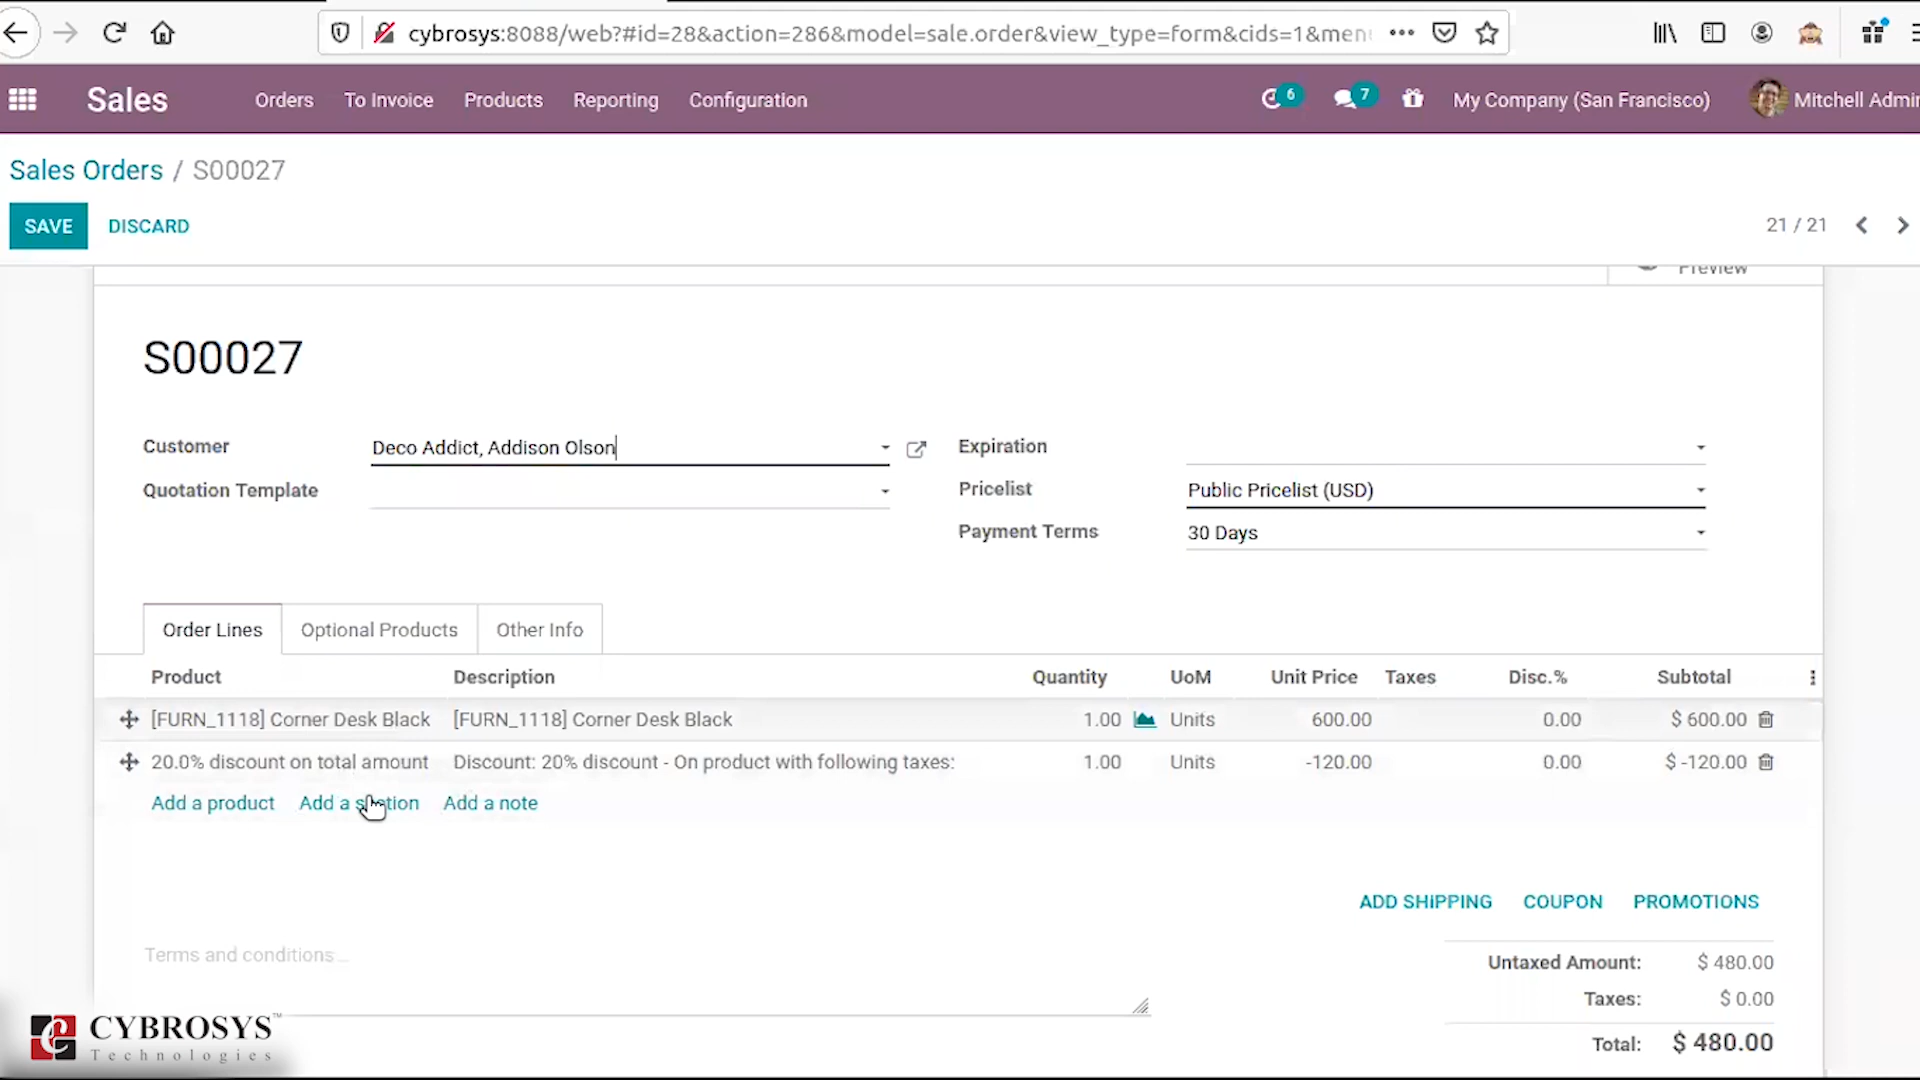 cybrosys:8088/web?#id=28&action=286&model=sale.order&view_type=form&cids=1&men
Sales Orders To Invoice Products Reporting Configuration 6 7 My Company (San Francisco) Mitchell Admin
Sales Orders / S00027
SAVE DISCARD 21 / 21
Preview
S00027
Customer Deco Addict, Addison Olson Expiration
Quotation Template Pricelist Public Pricelist (USD)
Payment Terms 30 Days
Order Lines Optional Products Other Info
Product Description Quantity UoM Unit Price Taxes Disc.% Subtotal
[FURN_1118] Corner Desk Black [FURN_1118] Corner Desk Black 1.00 Units 600.00 0.00 $ 600.00
20.0% discount on total amount Discount: 20% discount - On product with following taxes: 1.00 Units -120.00 0.00 $ -120.00
Add a product Add a section Add a note
ADD SHIPPING COUPON PROMOTIONS
Terms and conditions ...
Untaxed Amount: $ 480.00
Taxes: $ 0.00
Total: $ 480.00
CYBROSYS™
Technologies